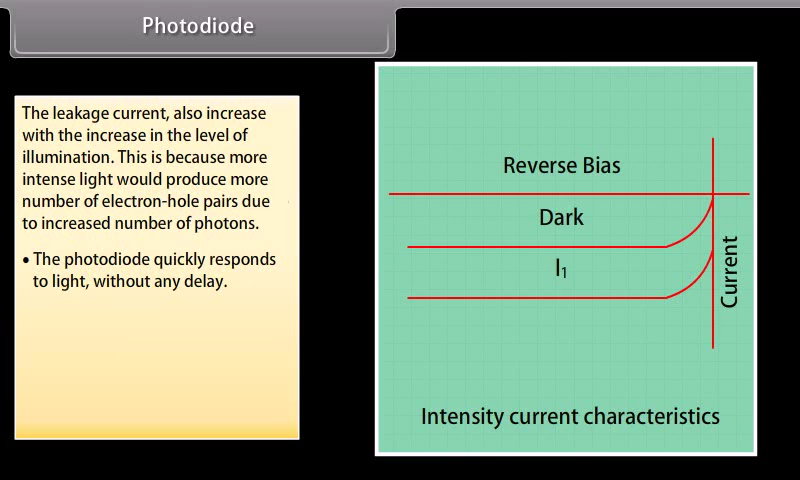 Photodiode
The leakage current, also increase
with the increase in the level of
illumination. This is because more
intense light would produce more
number of electron-hole pairs due
to increased number of photons.
• The photodiode quickly responds
to light, without any delay.
Reverse Bias
Dark
I₁
Current
Intensity current characteristics